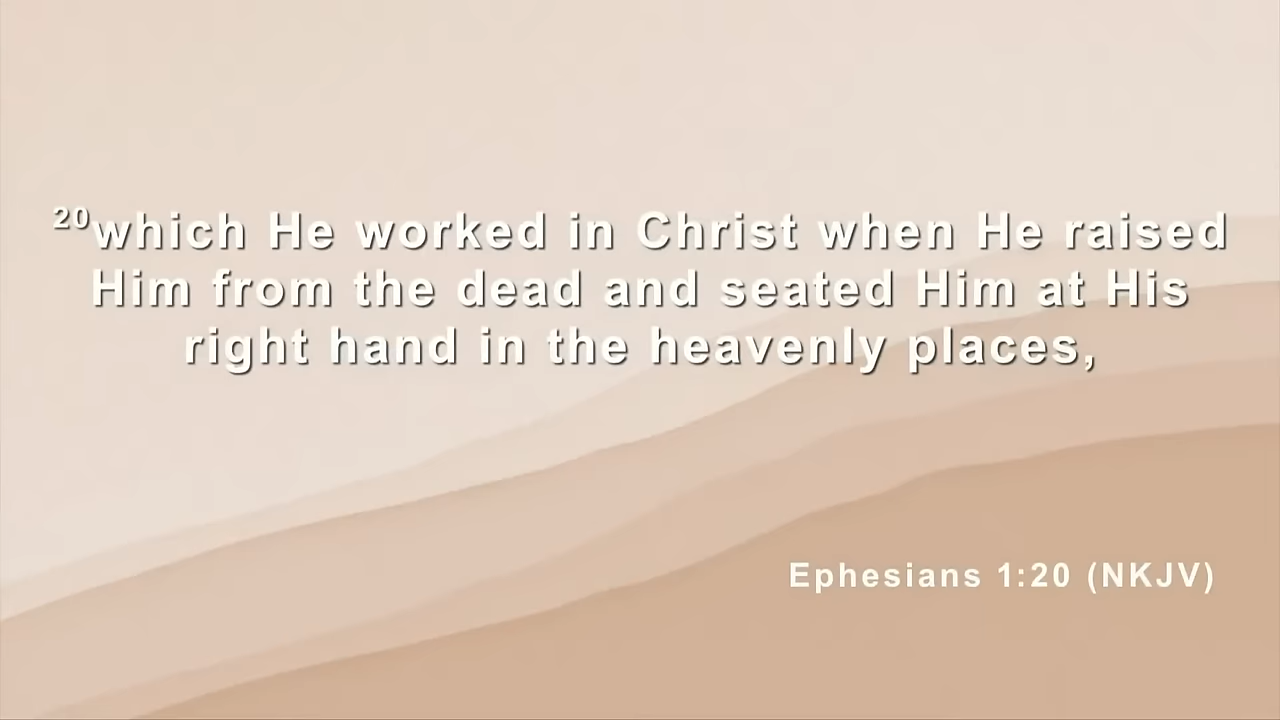 20which He worked in Christ when He raised
Him from the dead and seated Him at His
right hand in the heavenly places,
Ephesians 1:20 (NKJV)